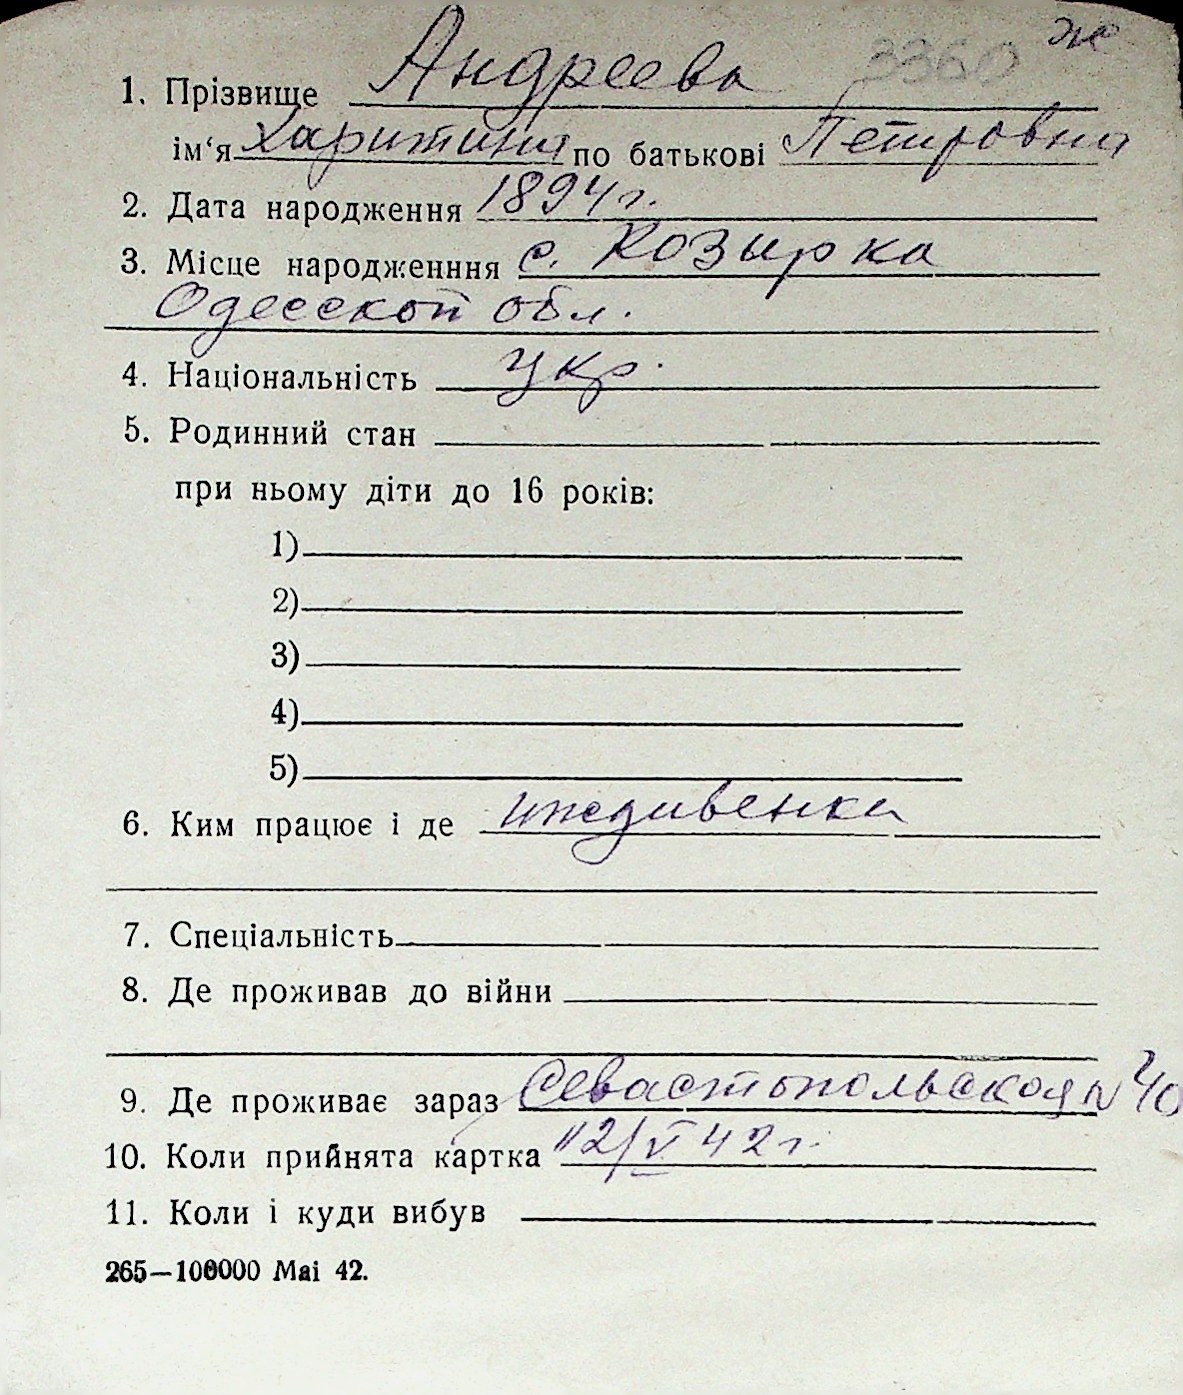 3360 ж
1. Прізвище Андреева
ім‘я Харитина по батькові Петровна
2. Дата народження 1894 г.
3. Місце народженння с. Козырка
Одесской обл.
4. Національність укр.
5. Родинний стан
при ньому діти до 16 років:
1)
2)
3)
4)
5)
6. Ким працює і де иждивенка
7. Спеціальність
8. Де проживав до війни
9. Де проживає зараз Севастопольская N 40
10. Коли прийнята картка 2/V 42 г.
11. Коли і куди вибув
265—100000 Mai 42.